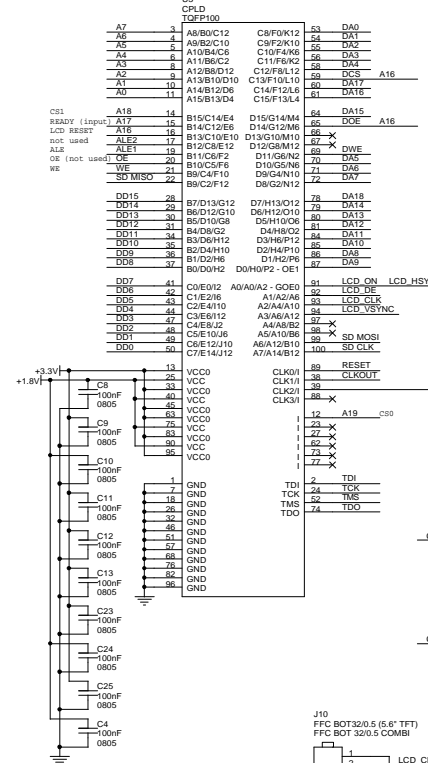 CPLD
TQFP100
A7 3 A8/B0/C12 C8/F0/K12 53 DA0
A6 4 A9/B2/C10 C9/F2/K10 54 DA1
A5 5 A10/B4/C6 C10/F4/K6 55 DA2
A4 6 A11/B6/C2 C11/F6/K2 56 DA3
A3 8 A12/B8/D12 C12/F8/L12 58 DA4
A2 9 A13/B10/D10 C13/F10/L10 59 DCS A16
A1 10 A14/B12/D6 C14/F12/L6 60 DA17
A0 11 A15/B13/D4 C15/F13/L4 61 DA16
CS1 A18 14 B15/C14/E4 D15/G14/M4 64 DA15
READY (input) A17 15 B14/C12/E6 D14/G12/M6 65 DOE A16
LCD RESET A16 16 B13/C10/E10 D13/G10/M10 66
not used ALE2 17 B12/C8/E12 D12/G8/M12 67
ALE ALE1 19 B11/C6/F2 D11/G6/N2 69 DWE
OE (not used) OE 20 B10/C5/F6 D10/G5/N6 70 DA5
WE WE 21 B9/C4/F10 D9/G4/N10 71 DA6
SD MISO 22 B9/C2/F12 D8/G2/N12 72 DA7
DD15 28 B7/D13/G12 D7/H13/O12 78 DA18
DD14 29 B6/D12/G10 D6/H12/O10 79 DA14
DD13 30 B5/D10/G8 D5/H10/O6 80 DA13
DD12 31 B4/D8/G2 D4/H8/O2 81 DA12
DD11 34 B3/D6/H12 D3/H6/P12 84 DA11
DD10 35 B2/D4/H10 D2/H4/P10 85 DA10
DD9 36 B1/D2/H6 D1/H2/P6 86 DA8
DD8 37 B0/D0/H2 D0/H0/P2 - OE1 87 DA9
DD7 41 C0/E0/I2 A0/A0/A2 - GOE0 91 LCD_ON LCD_HSY
DD6 42 C1/E2/I6 A1/A2/A6 92 LCD_DE
DD5 43 C2/E4/I10 A2/A4/A10 93 LCD_CLK
DD4 44 C3/E6/I12 A3/A6/A12 94 LCD_VSYNC
DD3 47 C4/E8/J2 A4/A8/B2 97
DD2 48 C5/E10/J6 A5/A10/B6 98
DD1 49 C6/E12/J10 A6/A12/B10 99 SD MOSI
DD0 50 C7/E14/J12 A7/A14/B12 100 SD CLK
+3.3V 13 VCC0 CLK0/I 89 RESET
+1.8V 25 VCC CLK1/I 38 CLKOUT
C8 33 VCC0 CLK2/I 39
100nF 40 VCC0 CLK3/I 88
0805 45 VCC0
63 VCC0 I 12 A19 CS0
C9 75 VCC I 23
100nF 83 VCC0 I 27
0805 90 VCC I 62
95 VCC0 I 73
I 77
C10
100nF
0805
1 GND TDI 2 TDI
7 GND TCK 24 TCK
C11 18 GND TMS 52 TMS
100nF 26 GND TDO 74 TDO
0805 32 GND
46 GND
C12 51 GND
100nF 57 GND
0805 68 GND
76 GND
C13 82 GND
100nF 96 GND
0805
C23
100nF
0805
C24
100nF
0805
C25
100nF
0805
C4
100nF
0805
J10
FFC BOT32/0.5 (5.6" TFT)
FFC BOT 32/0.5 COMBI
1